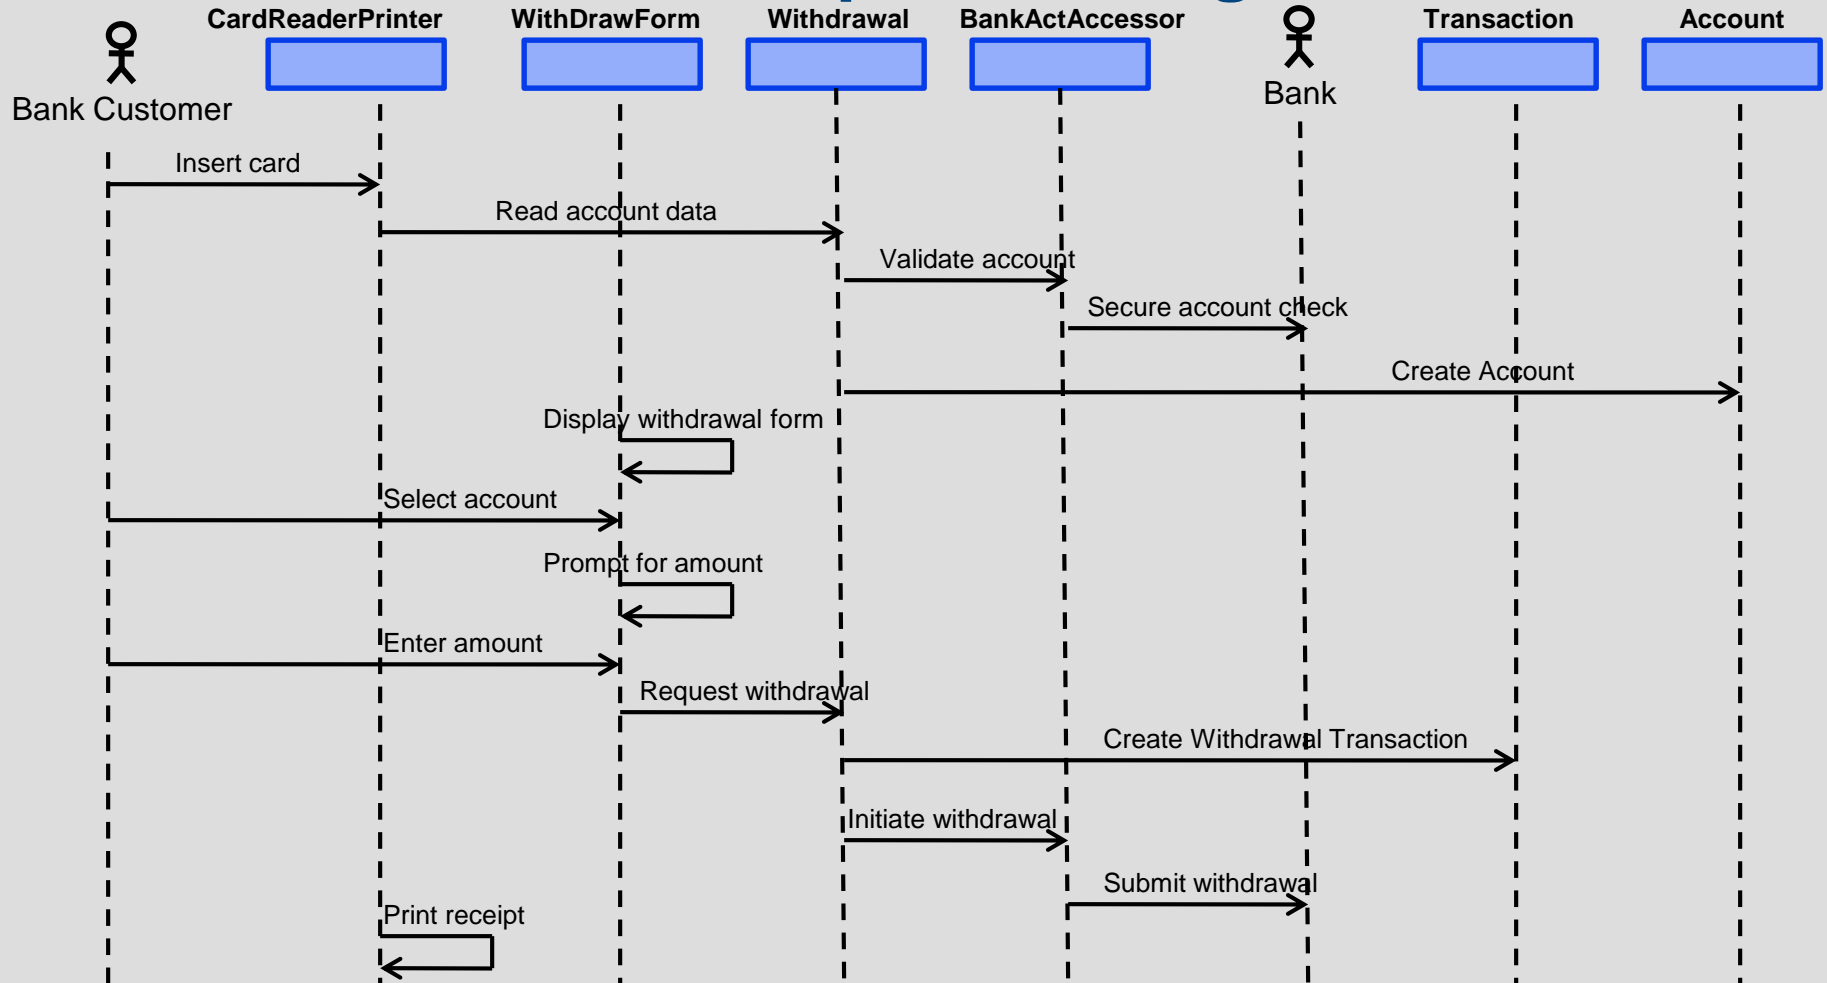 CardReaderPrinter
WithDrawForm
Withdrawal
BankActAccessor
Transaction
Account
Bank Customer
Bank
Insert card
Read account data
Validate account
Secure account check
Create Account
Display withdrawal form
Select account
Prompt for amount
Enter amount
Request withdrawal
Create Withdrawal Transaction
Initiate withdrawal
Submit withdrawal
Print receipt